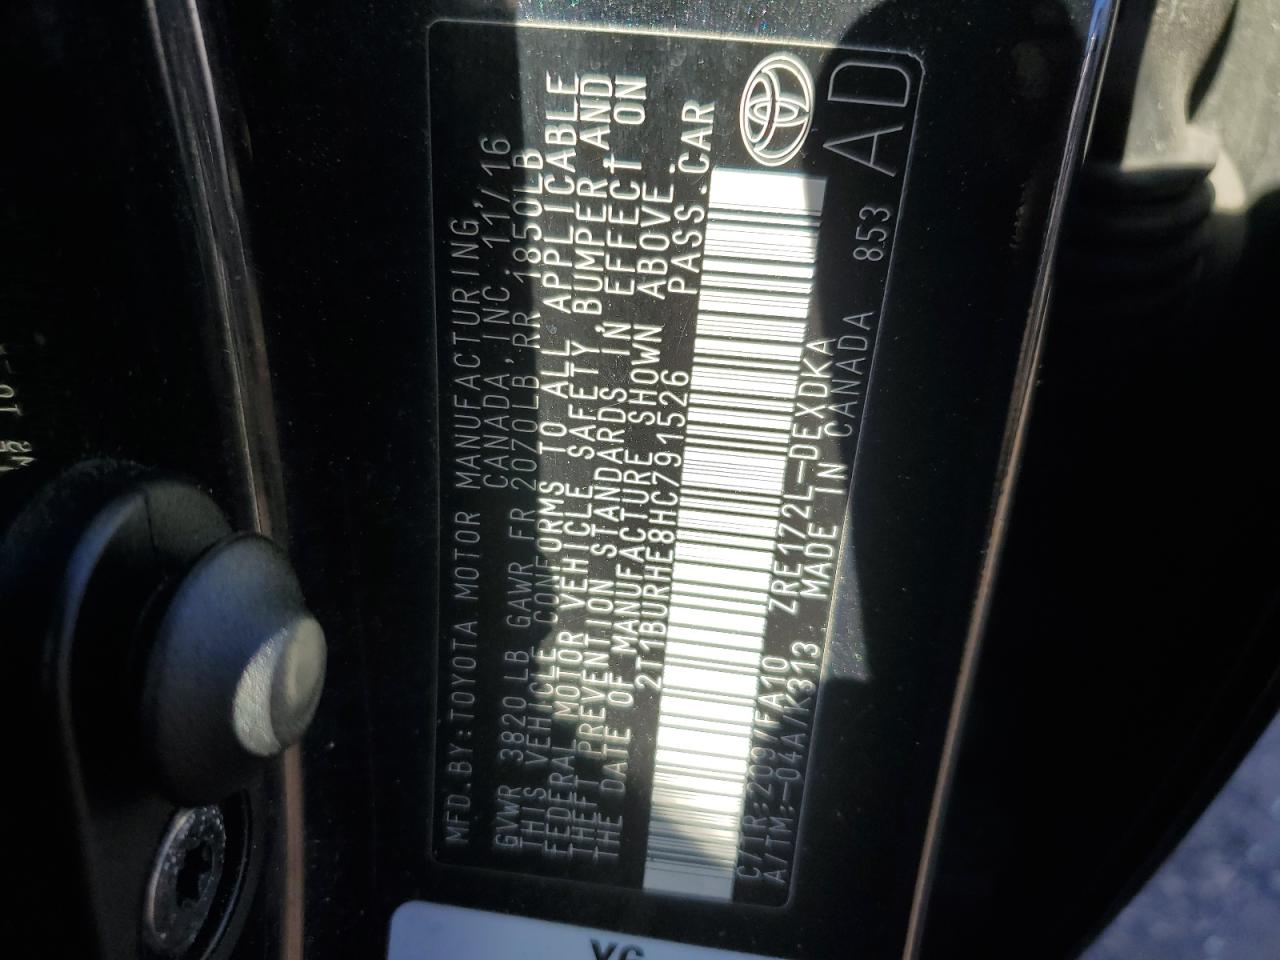 MFD.BY:TOYOTA MOTOR MANUFACTURING,
CANADA,INC. 11/16
GVWR 3820LB GAWR FR 2070LB RR 1850LB
THIS VEHICLE CONFORMS TO ALL APPLICABLE
FEDERAL MOTOR VEHICLE SAFETY,BUMPER,AND
THEFT PREVENTION STANDARDS IN EFFECT ON
THE DATE OF MANUFACTURE SHOWN ABOVE.
2T1BURHE8HC791526 PASS.CAR
C/TR:209/FA10 ZRE172L-DEXDKA
A/TM:-04A/K313 MADE IN CANADA 853
AD